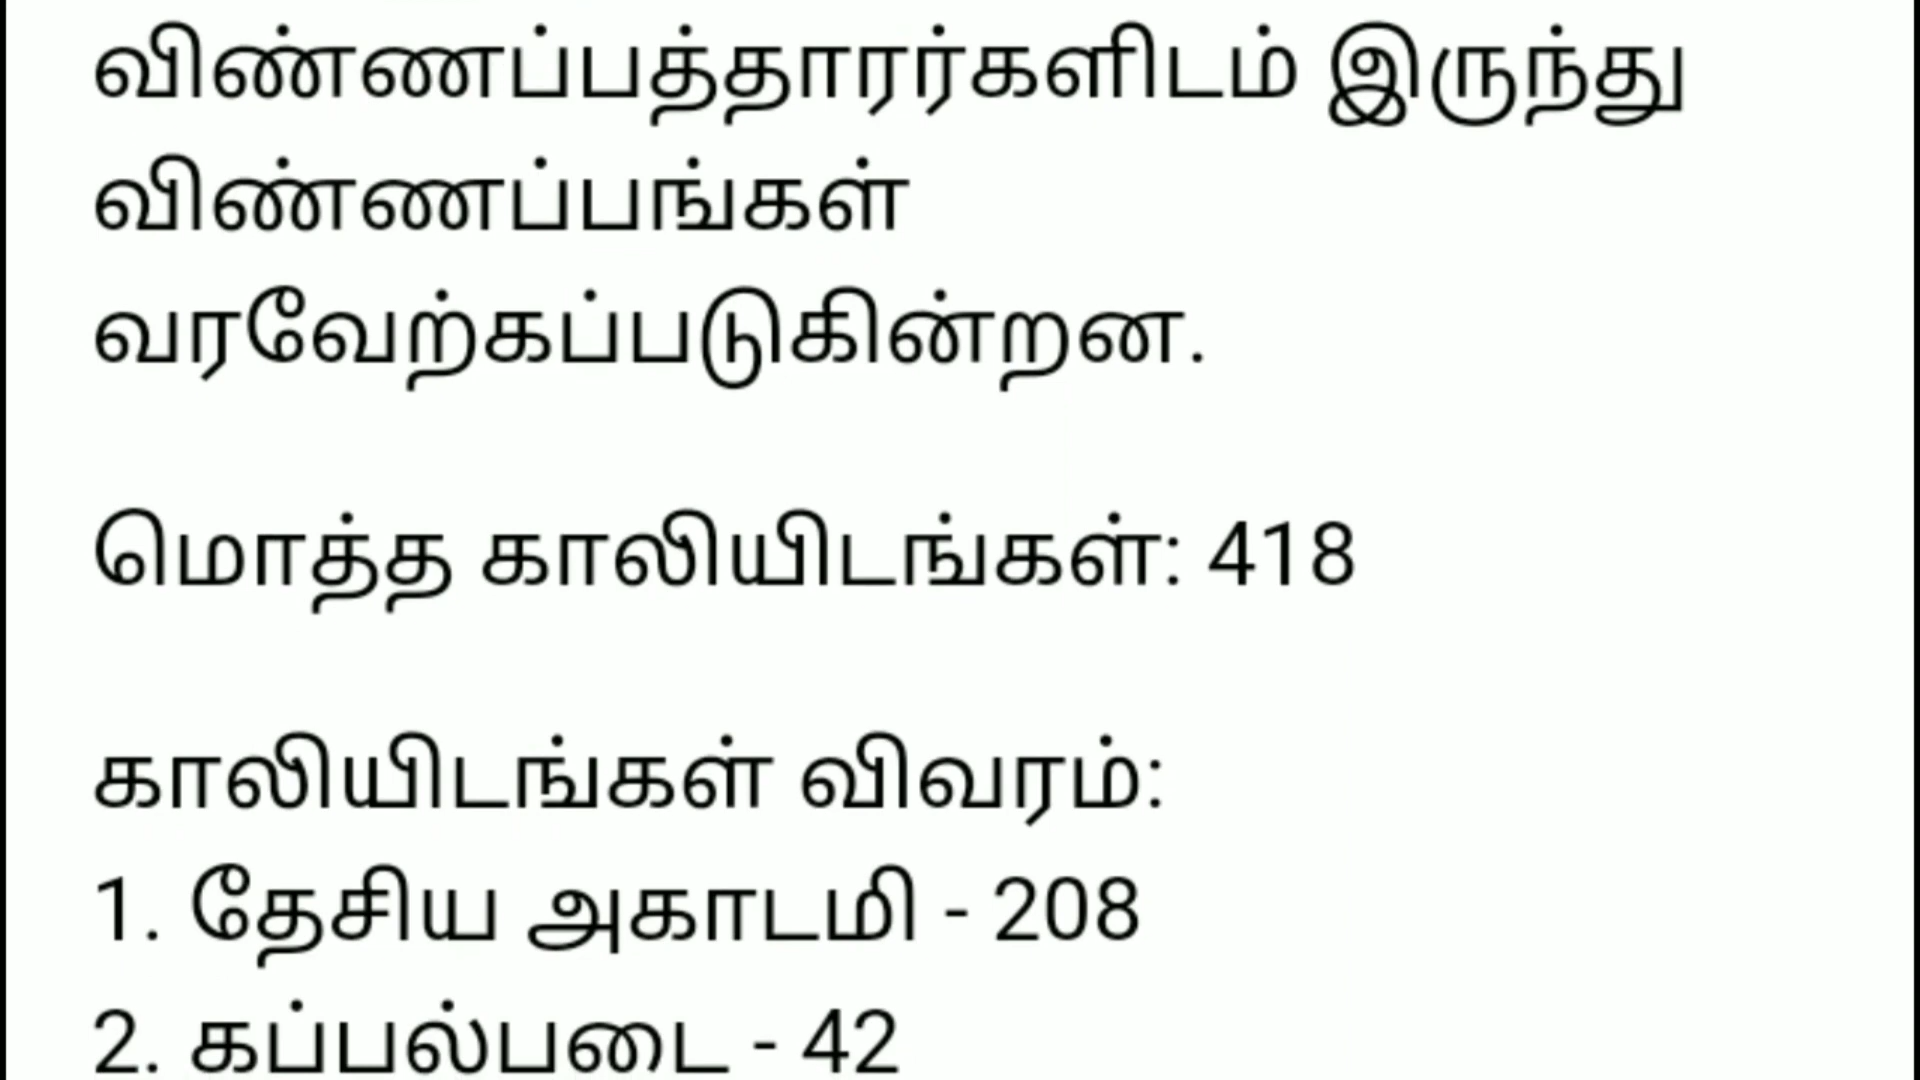 விண்ணப்பத்தாரர்களிடம் இருந்து
விண்ணப்பங்கள்
வரவேற்கப்படுகின்றன.
மொத்த காலியிடங்கள்: 418
காலியிடங்கள் விவரம்:
1. தேசிய அகாடமி - 208
2. கப்பல்படை - 42